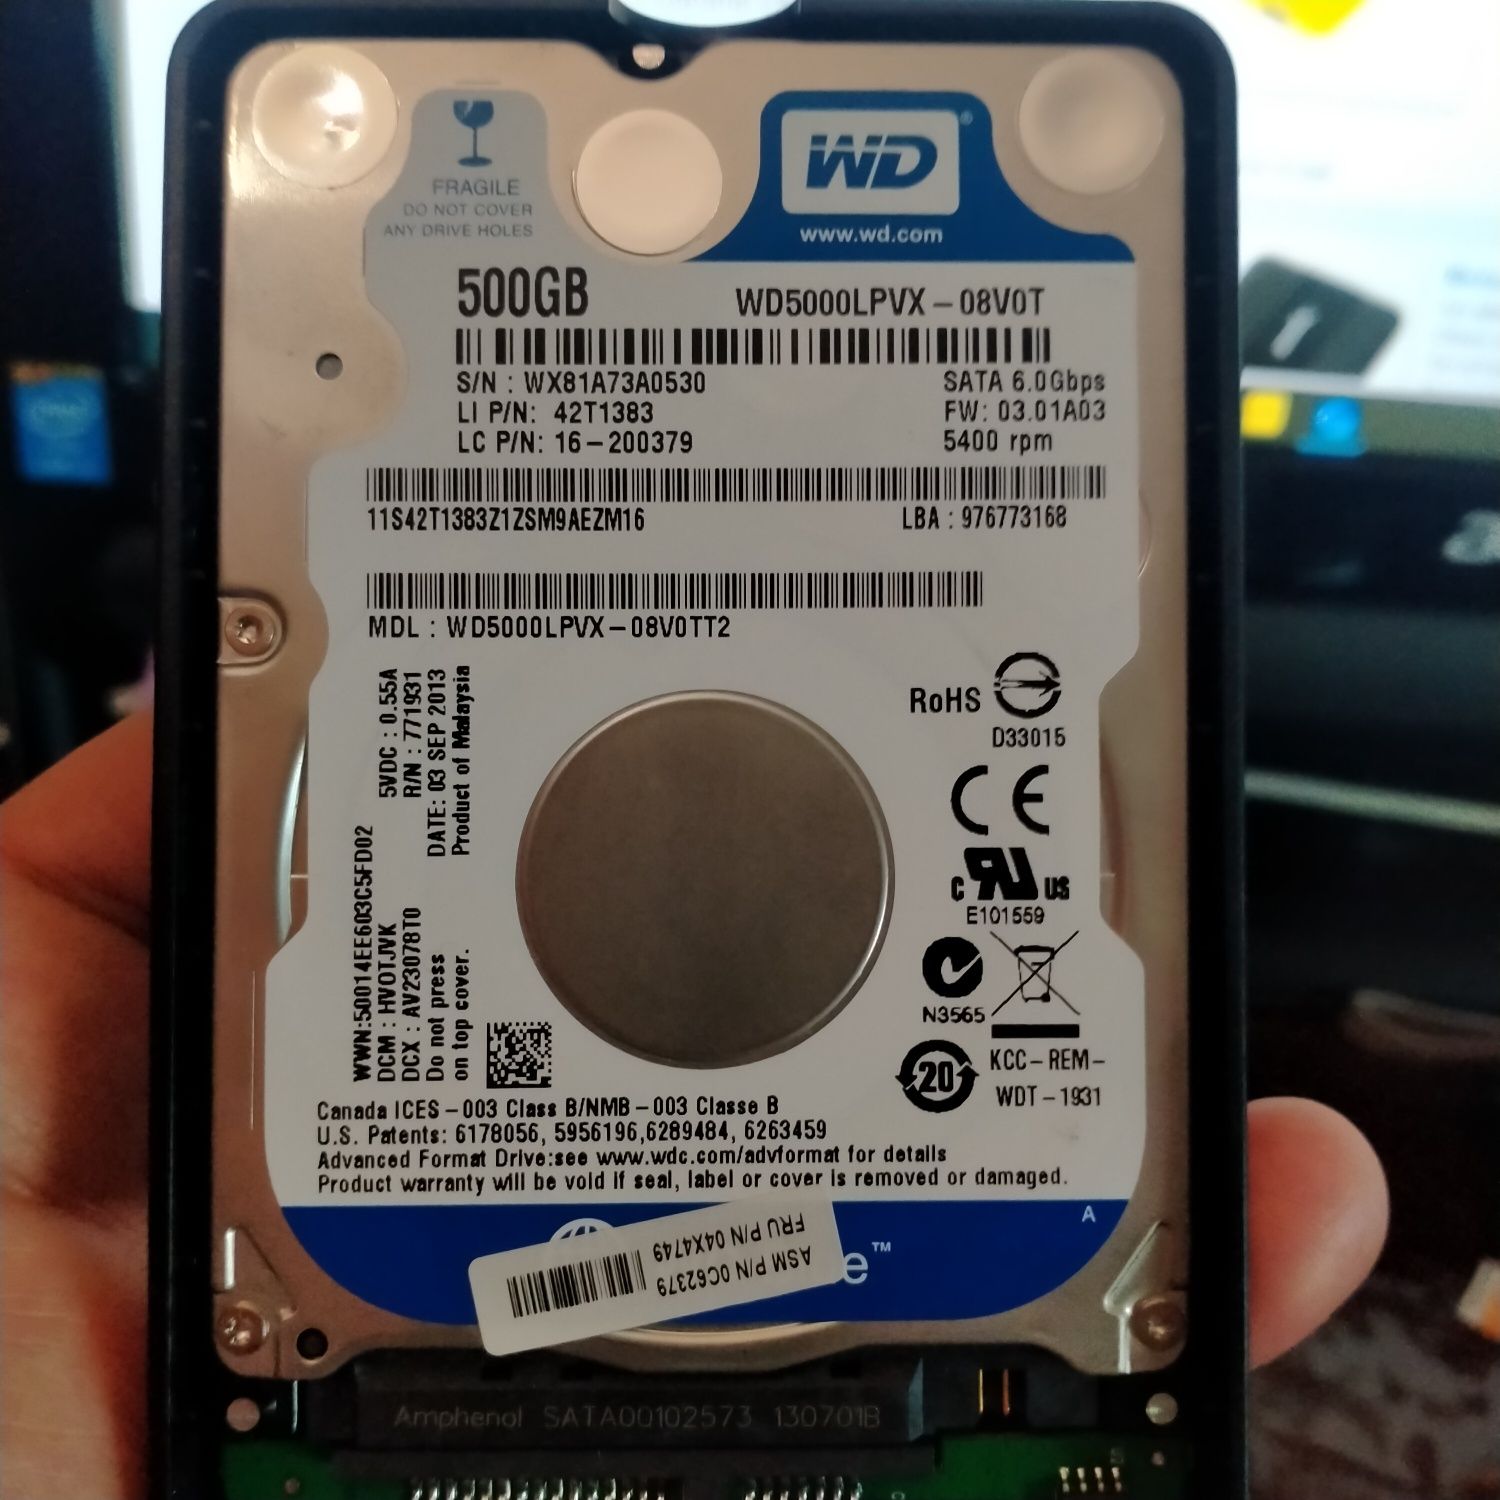 FRAGILE
DO NOT COVER
ANY DRIVE HOLES
WD®
www.wd.com
500GB
WD5000LPVX-08V0T
S/N : WX81A73A0530
SATA 6.0Gbps
LI P/N: 42T1383
FW: 03.01A03
LC P/N: 16-200379
5400 rpm
11S42T1383Z1ZSM9AEZM16
LBA : 976773168
MDL : WD5000LPVX-08V0TT2
5VDC : 0.55A
R/N : 771931
DATE: 03 SEP 2013
Product of Malaysia
WWN:50014EE603C5FD02
DCM : HVOTJVK
DCX : AV23078T0
Do not press
on top cover.
RoHS
D33015
CE
c UR US
E101559
N3565
20
KCC-REM-
WDT-1931
Canada ICES-003 Class B/NMB-003 Classe B
U.S. Patents: 6178056, 5956196,6289484, 6263459
Advanced Format Drive:see www.wdc.com/advformat for details
Product warranty will be void if seal, label or cover is removed or damaged.
A
e™
ASM P/N 0C62379
FRU P/N 04X4749
Amphenol SATA00102573 130701B